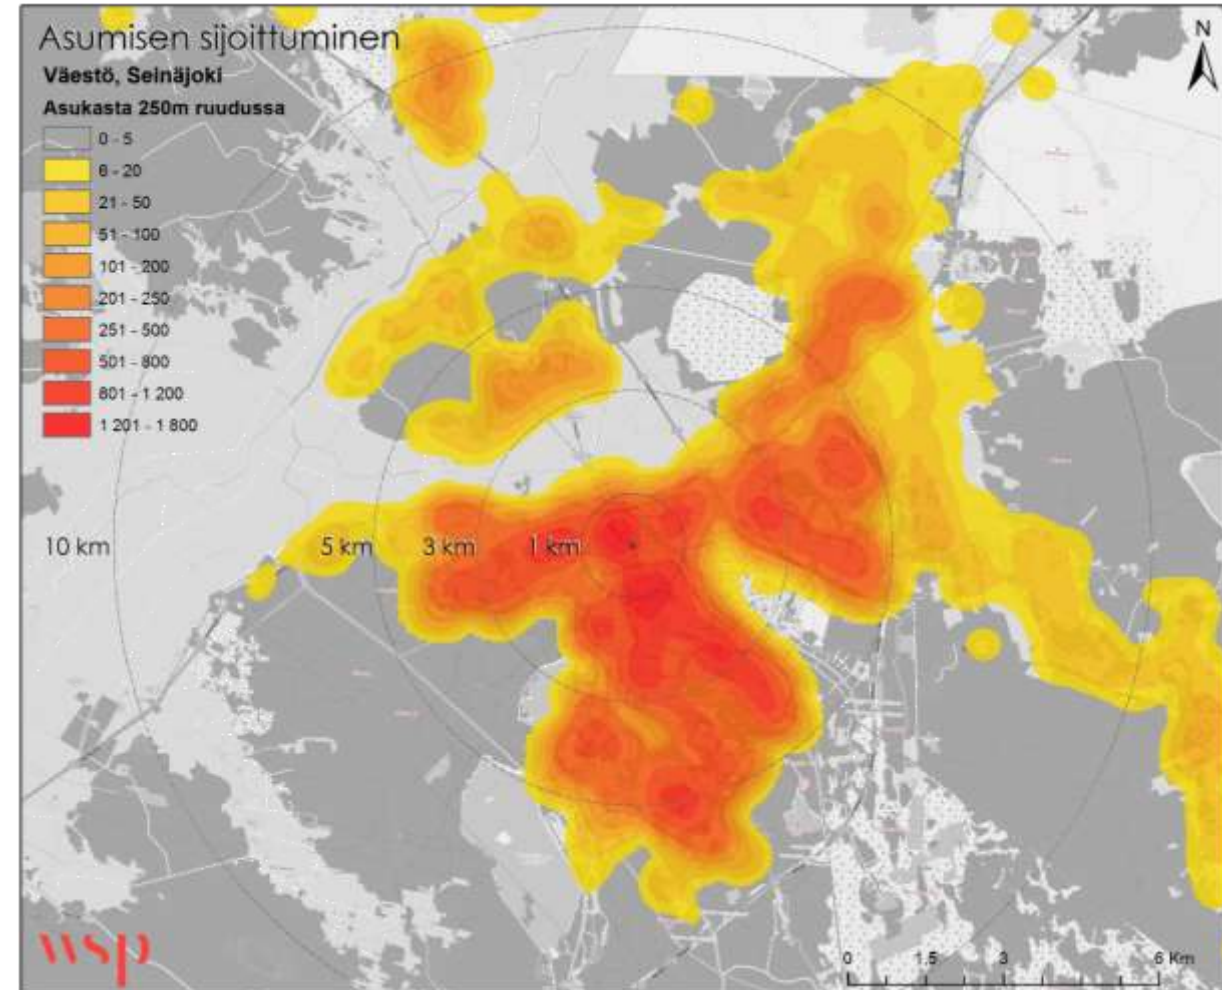 Asumisen sijoittuminen
Väestö, Seinäjoki
Asukasta 250m ruudussa
0 - 5
6 - 20
21 - 50
51 - 100
101 - 200
201 - 250
251 - 500
501 - 800
801 - 1 200
1 201 - 1 800
N
10 km 5 km 3 km 1 km
wsp
0 1,5 3 6 Km